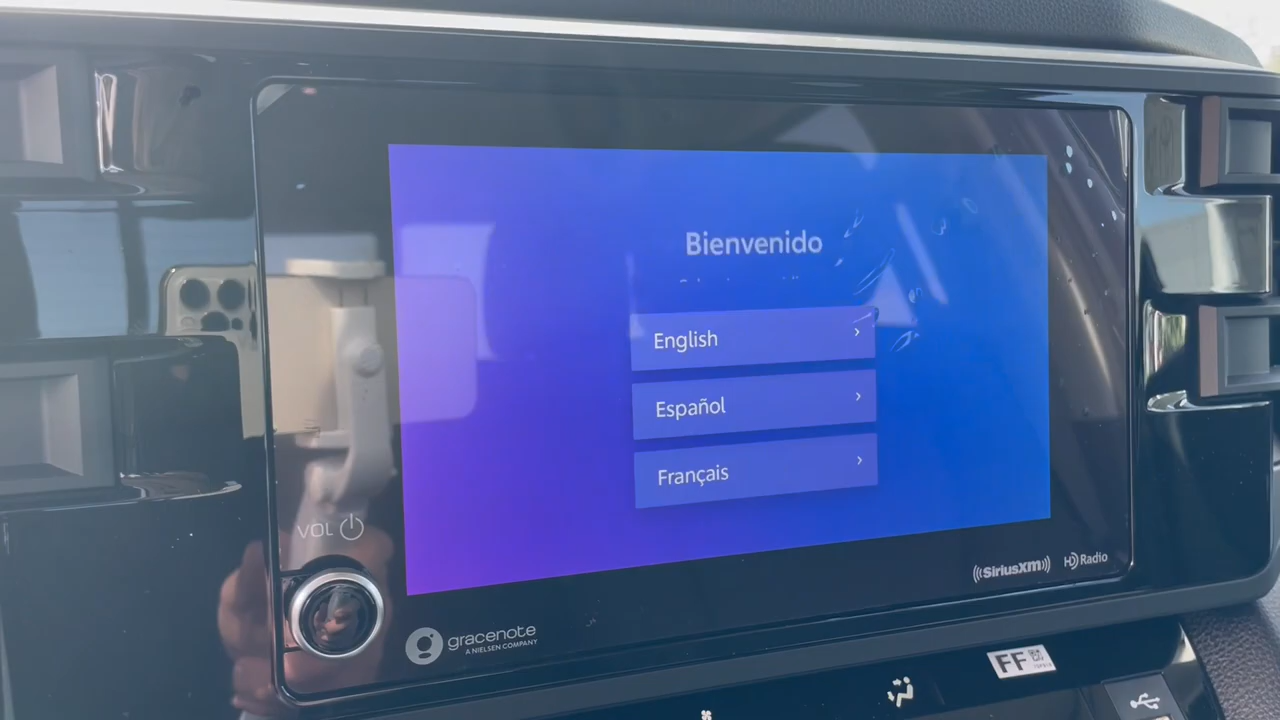 Bienvenido
English
Español
Français
VOL
((SiriusXM))
HD Radio
gracenote
A NIELSEN COMPANY
FF